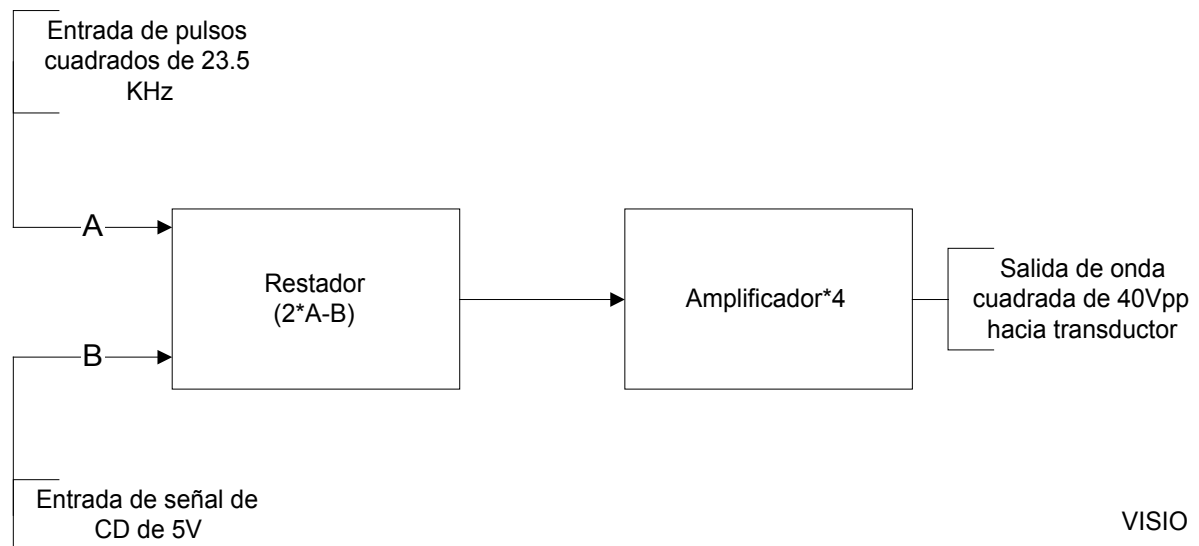 Entrada de pulsos
cuadrados de 23.5
KHz
A
Restador
(2*A-B)
Amplificador*4
Salida de onda
cuadrada de 40Vpp
hacia transductor
B
Entrada de señal de
CD de 5V
VISIO